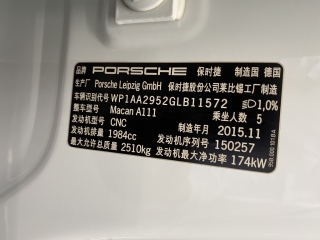 品牌 PORSCHE 保时捷 制造国 德国
生产厂 Porsche Leipzig GmbH 保时捷股份公司莱比锡工厂制造
车辆识别代号 WP1AA2952GLB11572 1,0%
整车型号 Macan A111 乘坐人数 5
发动机型号 CNC 制造年月 2015.11
发动机排量 1984cc 发动机序列号 150257
最大允许总质量 2510kg 发动机最大净功率 174kW